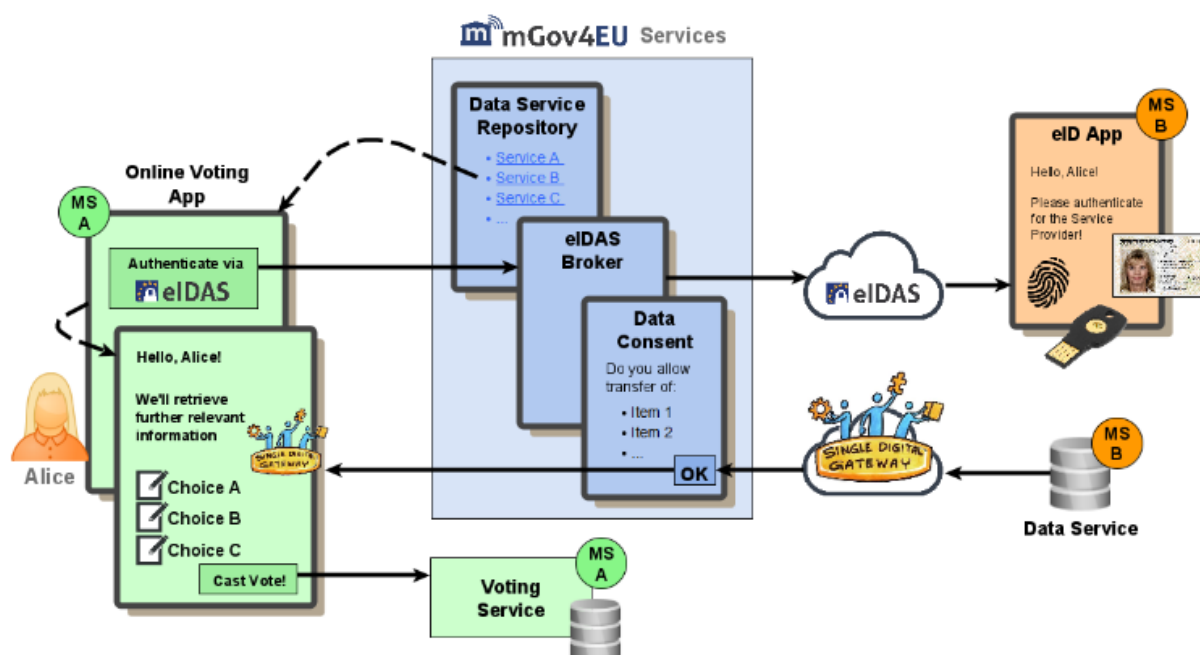 mGov4EU Services
Data Service
Repository
• Service A
• Service B
• Service C
• ...
eIDAS
Broker
Data
Consent
Do you allow
transfer of:
• Item 1
• Item 2
• ...
OK
Online Voting
App
MS
A
Authenticate via
eIDAS
Hello, Alice!
We'll retrieve
further relevant
information
SINGLE DIGITAL
GATEWAY
Choice A
Choice B
Choice C
Cast Vote!
Alice
Voting
Service
MS
A
eIDAS
MS
B
eID App
Hello, Alice!
Please authenticate
for the Service
Provider!
SINGLE DIGITAL
GATEWAY
MS
B
Data Service